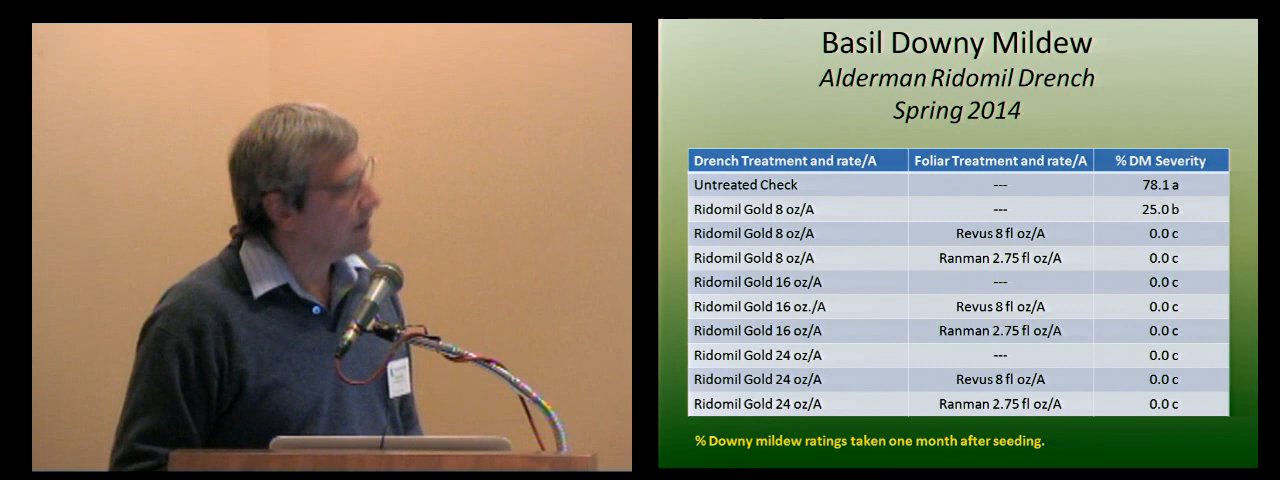 Basil Downy Mildew
Alderman Ridomil Drench
Spring 2014
Drench Treatment and rate/A Foliar Treatment and rate/A % DM Severity
Untreated Check --- 78.1 a
Ridomil Gold 8 oz/A --- 25.0 b
Ridomil Gold 8 oz/A Revus 8 fl oz/A 0.0 c
Ridomil Gold 8 oz/A Ranman 2.75 fl oz/A 0.0 c
Ridomil Gold 16 oz/A --- 0.0 c
Ridomil Gold 16 oz./A Revus 8 fl oz/A 0.0 c
Ridomil Gold 16 oz/A Ranman 2.75 fl oz/A 0.0 c
Ridomil Gold 24 oz/A --- 0.0 c
Ridomil Gold 24 oz/A Revus 8 fl oz/A 0.0 c
Ridomil Gold 24 oz/A Ranman 2.75 fl oz/A 0.0 c
% Downy mildew ratings taken one month after seeding.